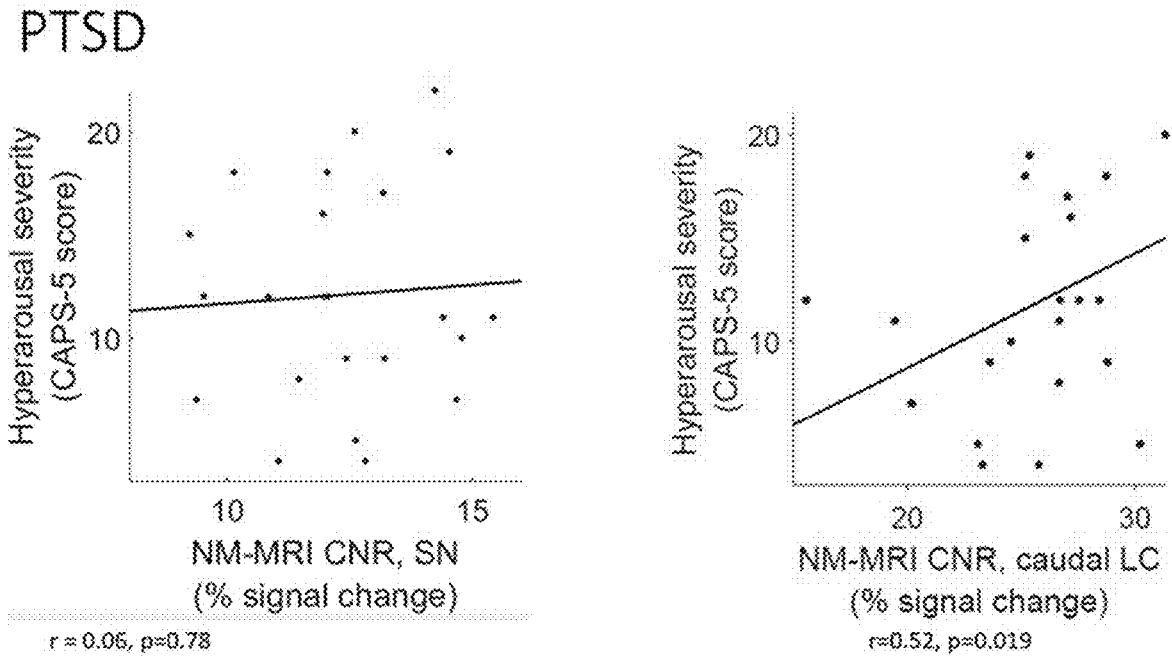 PTSD
Hyperarousal severity
(CAPS-5 score)
20
10
10 15
NM-MRI CNR, SN
(% signal change)
r = 0.06, p=0.78
Hyperarousal severity
(CAPS-5 score)
20
10
20 30
NM-MRI CNR, caudal LC
(% signal change)
r=0.52, p=0.019